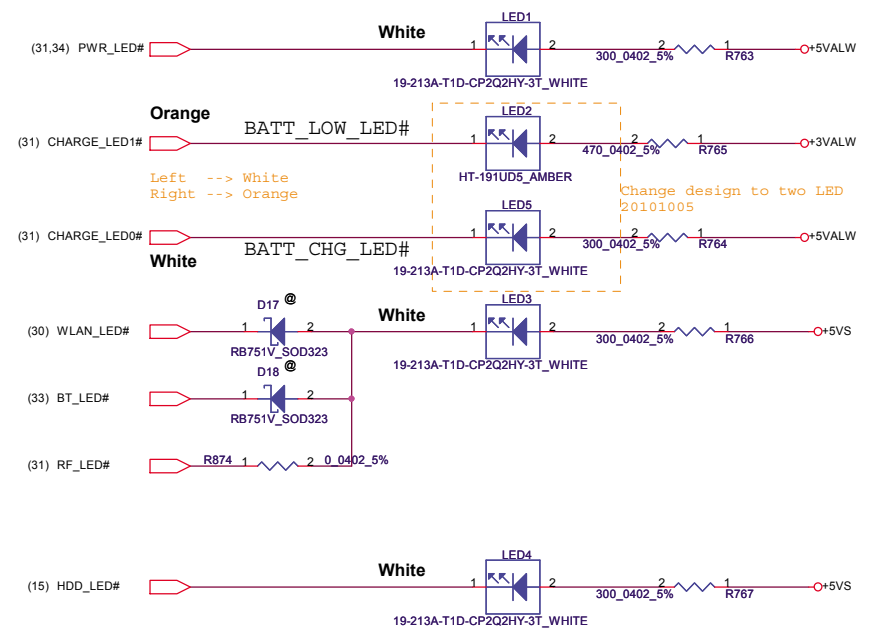 LED1
White
(31,34) PWR_LED# 1 2 2 1 +5VALW
300_0402_5% R763
19-213A-T1D-CP2Q2HY-3T_WHITE
Orange
LED2
BATT_LOW_LED#
(31) CHARGE_LED1# 1 2 2 1 +3VALW
470_0402_5% R765
HT-191UD5_AMBER
Left --> White
Right --> Orange
Change design to two LED
20101005
LED5
(31) CHARGE_LED0# 1 2 2 1 +5VALW
BATT_CHG_LED#
300_0402_5% R764
White
19-213A-T1D-CP2Q2HY-3T_WHITE
D17 @
LED3
White
(30) WLAN_LED# 1 2 1 2 2 1 +5VS
300_0402_5% R766
RB751V_SOD323
19-213A-T1D-CP2Q2HY-3T_WHITE
D18 @
(33) BT_LED# 1 2
RB751V_SOD323
(31) RF_LED# R874 1 2 0_0402_5%
LED4
White
(15) HDD_LED# 1 2 2 1 +5VS
300_0402_5% R767
19-213A-T1D-CP2Q2HY-3T_WHITE